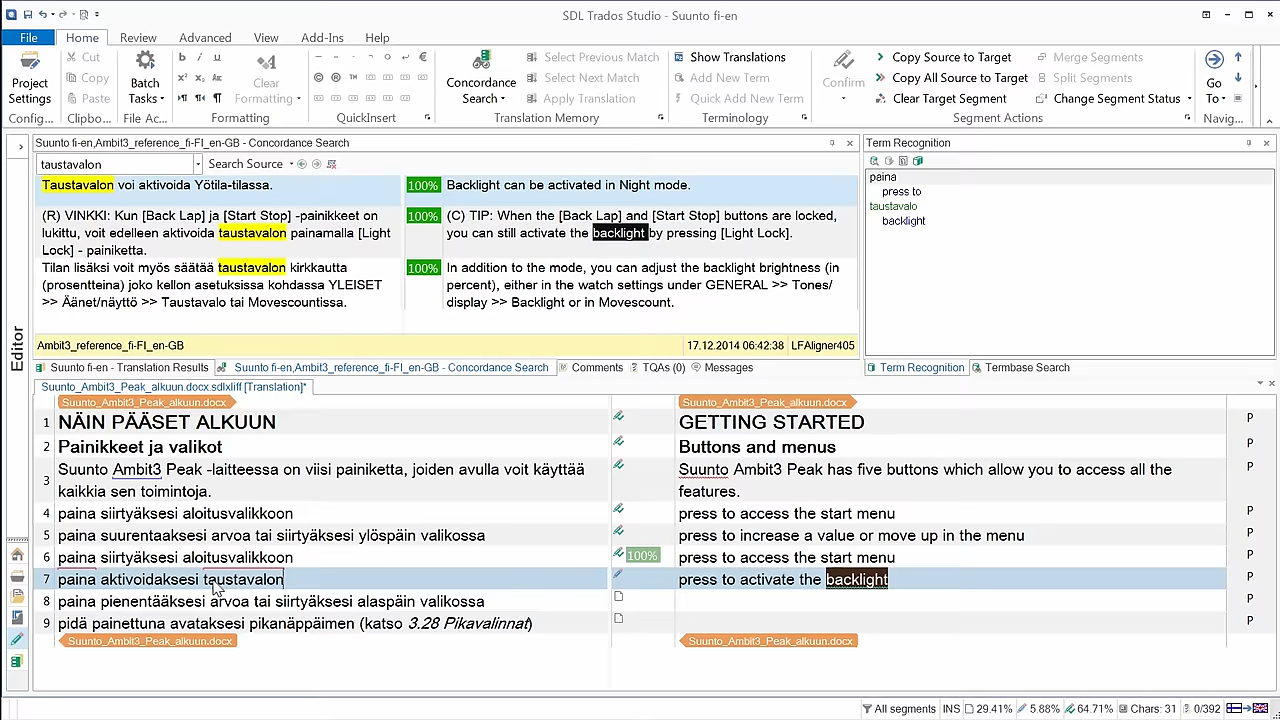 SDL Trados Studio - Suunto fi-en
File
Home
Review
Advanced
View
Add-Ins
Help
Project Settings
Batch Tasks
Cut
Copy
Paste
Clear Formatting
Concordance Search
Select Previous Match
Select Next Match
Apply Translation
Show Translations
Add New Term
Quick Add New Term
Confirm
Copy Source to Target
Copy All Source to Target
Clear Target Segment
Merge Segments
Split Segments
Change Segment Status
Go To
Config...
Clipbo...
File Ac...
Formatting
QuickInsert
Translation Memory
Terminology
Segment Actions
Navig...
Suunto fi-en,Ambit3_reference_fi-FI_en-GB - Concordance Search
taustavalon
Search Source
Taustavalon voi aktivoida Yötila-tilassa.
100%
Backlight can be activated in Night mode.
(R) VINKKI: Kun [Back Lap] ja [Start Stop] -painikkeet on
lukittu, voit edelleen aktivoida taustavalon painamalla [Light
Lock] - painiketta.
100%
(C) TIP: When the [Back Lap] and [Start Stop] buttons are locked,
you can still activate the backlight by pressing [Light Lock].
Tilan lisäksi voit myös säätää taustavalon kirkkautta
(prosentteina) joko kellon asetuksissa kohdassa YLEISET
>> Äänet/näyttö >> Taustavalo tai Movescountissa.
100%
In addition to the mode, you can adjust the backlight brightness (in
percent), either in the watch settings under GENERAL >> Tones/
display >> Backlight or in Movescount.
Ambit3_reference_fi-FI_en-GB
17.12.2014 06:42:38
LFAligner405
Term Recognition
paina
press to
taustavalo
backlight
Suunto fi-en - Translation Results
Suunto fi-en,Ambit3_reference_fi-FI_en-GB - Concordance Search
Comments
TQAs (0)
Messages
Term Recognition
Termbase Search
Editor
Suunto_Ambit3_Peak_alkuun.docx.sdlxliff [Translation]*
Suunto_Ambit3_Peak_alkuun.docx
Suunto_Ambit3_Peak_alkuun.docx
1 NÄIN PÄÄSET ALKUUN
GETTING STARTED P
2 Painikkeet ja valikot
Buttons and menus P
3 Suunto Ambit3 Peak -laitteessa on viisi painiketta, joiden avulla voit käyttää
kaikkia sen toimintoja.
Suunto Ambit3 Peak has five buttons which allow you to access all the P
features.
4 paina siirtyäksesi aloitusvalikkoon
press to access the start menu P
5 paina suurentaaksesi arvoa tai siirtyäksesi ylöspäin valikossa
press to increase a value or move up in the menu P
6 paina siirtyäksesi aloitusvalikkoon
100% press to access the start menu P
7 paina aktivoidaksesi taustavalon
press to activate the backlight P
8 paina pienentääksesi arvoa tai siirtyäksesi alaspäin valikossa P
9 pidä painettuna avataksesi pikanäppäimen (katso 3.28 Pikavalinnat) P
Suunto_Ambit3_Peak_alkuun.docx
Suunto_Ambit3_Peak_alkuun.docx
All segments INS 29.41% 5.88% 64.71% Chars: 31 0/392